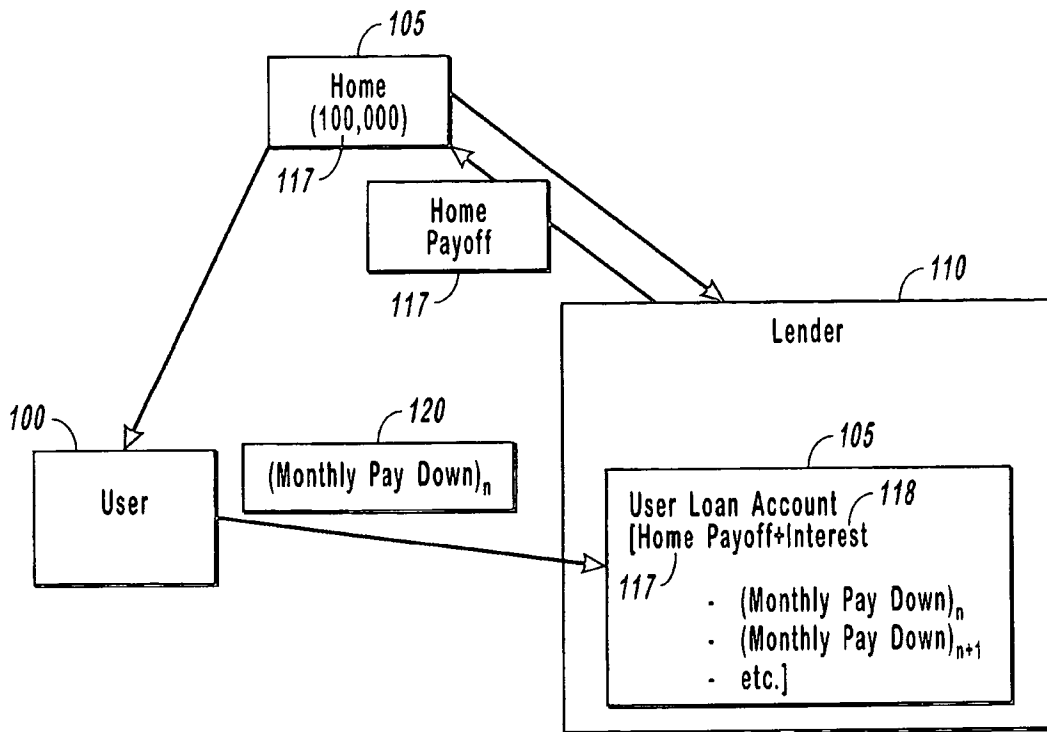 105
Home
(100,000)
117
Home
Payoff
117
110
Lender
100
User
120
(Monthly Pay Down)n
105
User Loan Account
118
[Home Payoff+Interest
117
- (Monthly Pay Down)n
- (Monthly Pay Down)n+1
- etc.]